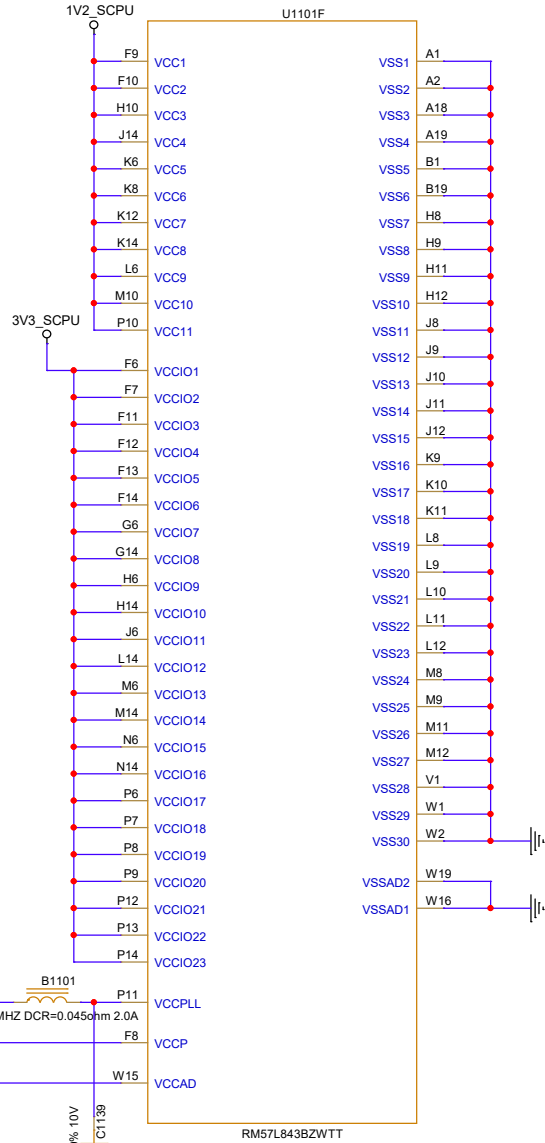 1V2_SCPU
U1101F
F9 VCC1 VSS1 A1
F10 VCC2 VSS2 A2
H10 VCC3 VSS3 A18
J14 VCC4 VSS4 A19
K6 VCC5 VSS5 B1
K8 VCC6 VSS6 B19
K12 VCC7 VSS7 H8
K14 VCC8 VSS8 H9
L6 VCC9 VSS9 H11
M10 VCC10 VSS10 H12
3V3_SCPU
P10 VCC11 VSS11 J8
VSS12 J9
F6 VCCIO1
VSS13 J10
F7 VCCIO2
VSS14 J11
F11 VCCIO3
VSS15 J12
F12 VCCIO4
VSS16 K9
F13 VCCIO5
VSS17 K10
F14 VCCIO6
VSS18 K11
G6 VCCIO7
VSS19 L8
G14 VCCIO8
VSS20 L9
H6 VCCIO9
VSS21 L10
H14 VCCIO10
VSS22 L11
J6 VCCIO11
VSS23 L12
L14 VCCIO12
VSS24 M8
M6 VCCIO13
VSS25 M9
M14 VCCIO14
VSS26 M11
N6 VCCIO15
VSS27 M12
N14 VCCIO16
VSS28 V1
P6 VCCIO17
VSS29 W1
P7 VCCIO18
VSS30 W2
P8 VCCIO19
P9 VCCIO20
VSSAD2 W19
P12 VCCIO21
VSSAD1 W16
P13 VCCIO22
P14 VCCIO23
B1101
P11 VCCPLL
MHZ DCR=0.045ohm 2.0A
F8 VCCP
W15 VCCAD
% 10V
C1139
RM57L843BZWTT